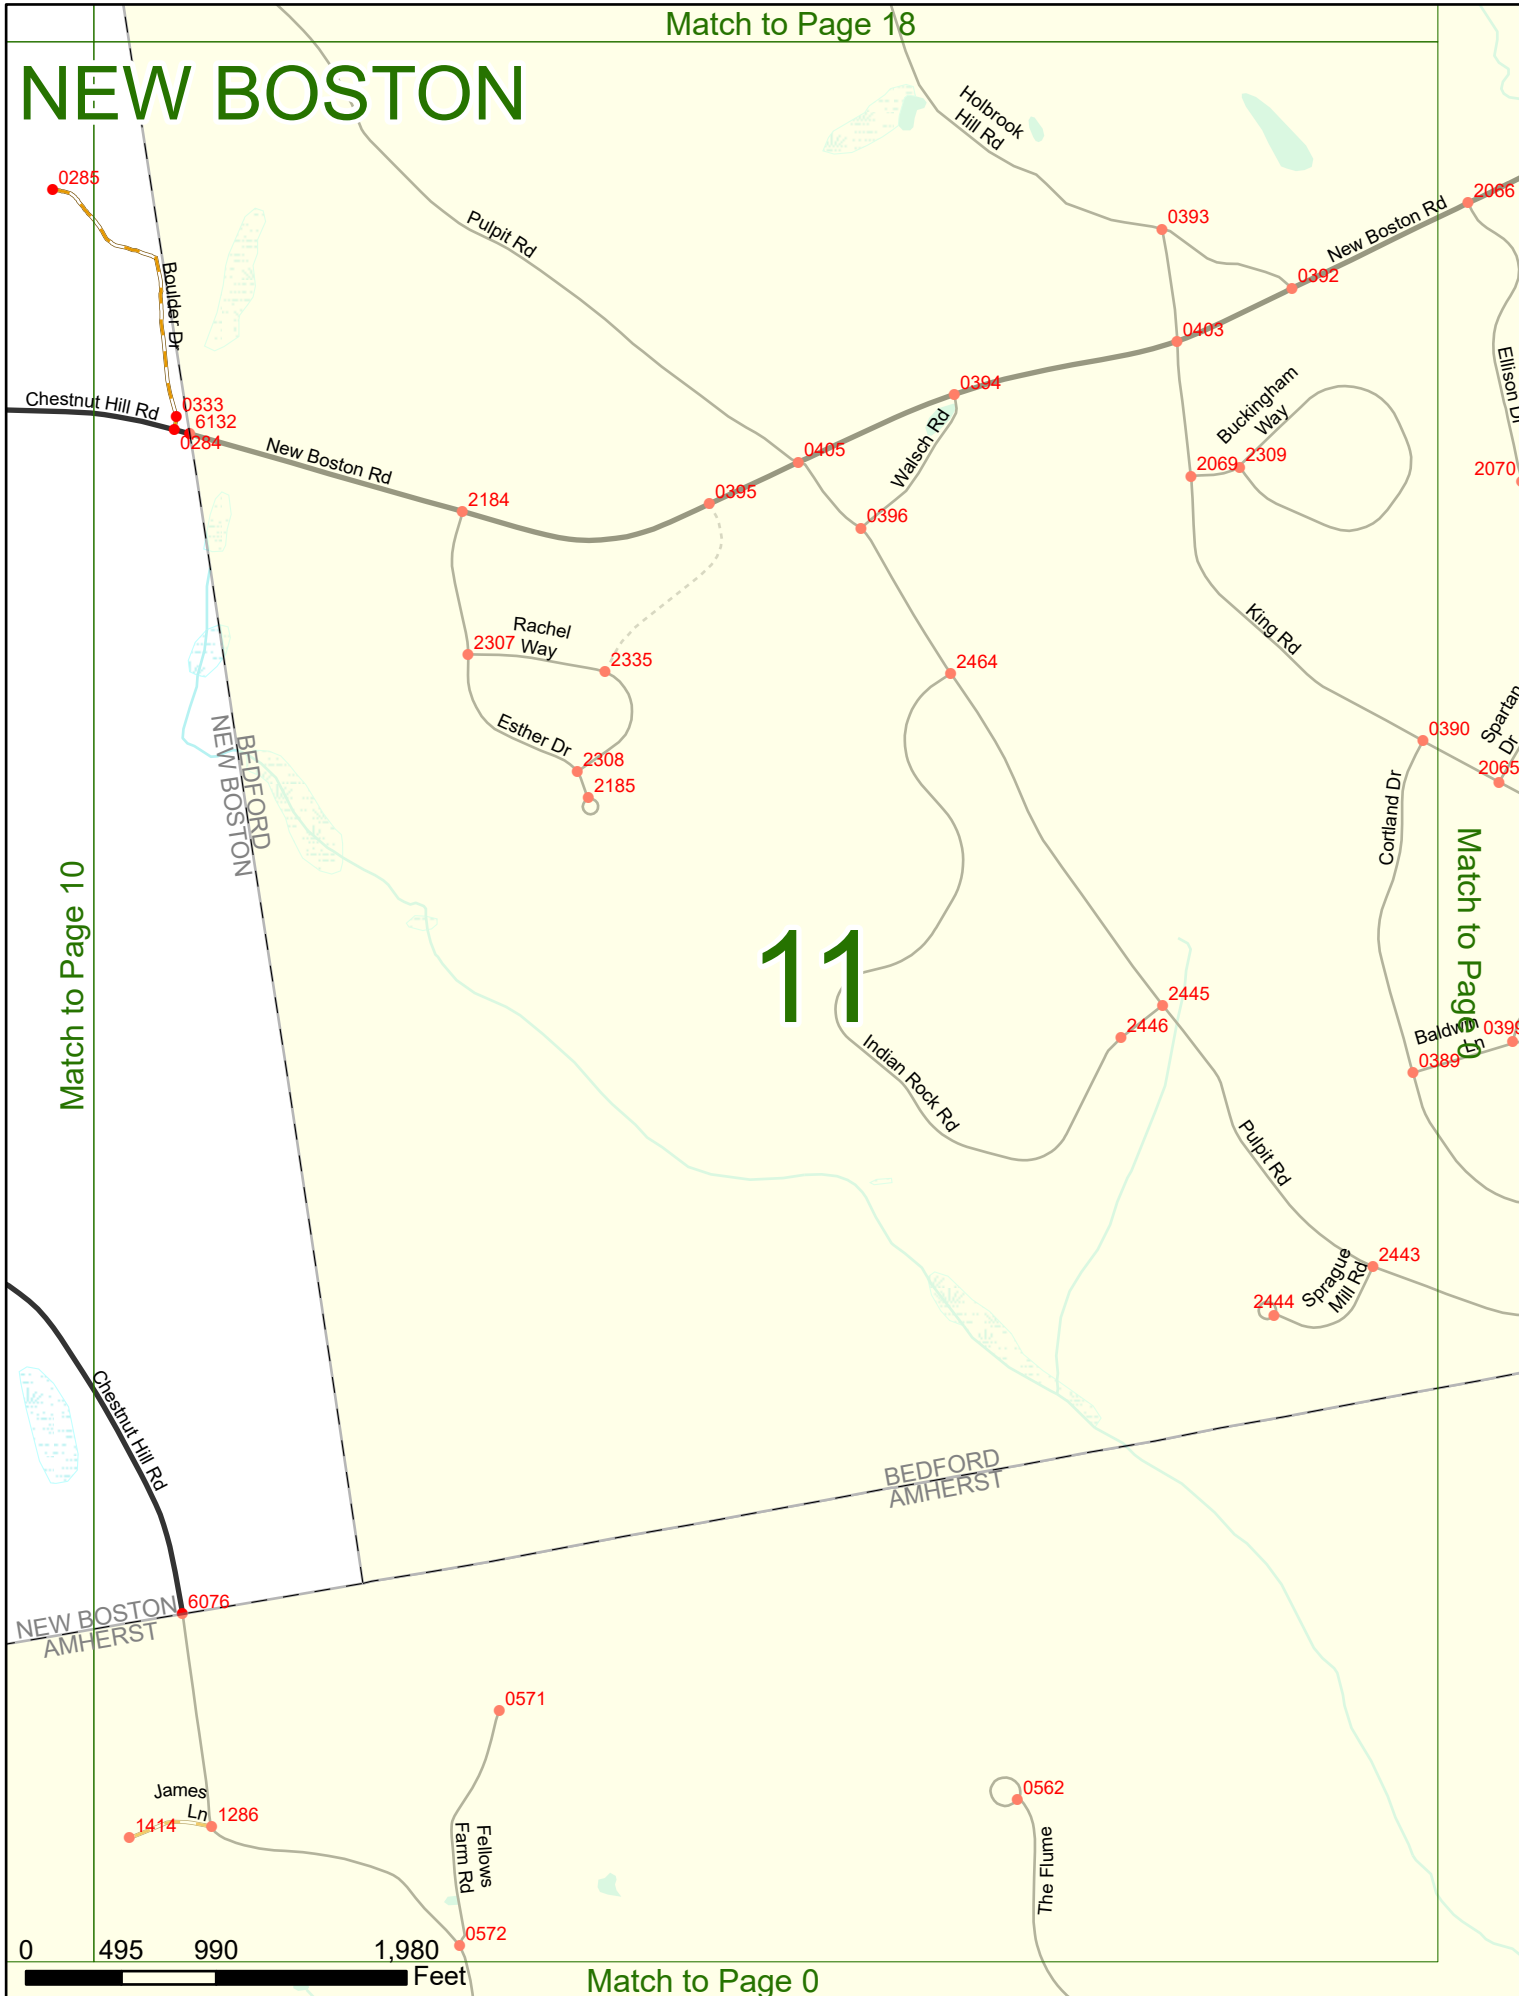 Match to Page 18
NEW BOSTON
Holbrook
Hill Rd
0285
2066
Pulpit Rd
0393
New Boston Rd
Boulder Dr
0392
0403
Ellison Dr
Chestnut Hill Rd
0333
6132
0284
0394
Buckingham
Way
Walsch Rd
New Boston Rd
0405
2069
2309
2070
2184
0395
0396
Rachel
Way
2307
2335
King Rd
2464
Esther Dr
Spartan
Dr
0390
2308
2065
2185
BEDFORD
NEW BOSTON
Cortland Dr
Match to Page 10
Match to Page 0
11
2445
2446
Baldwin
Ln
0399
0389
Indian Rock Rd
Pulpit Rd
2443
Sprague
Mill Rd
2444
Chestnut Hill Rd
BEDFORD
AMHERST
6076
NEW BOSTON
AMHERST
0571
0562
James
Ln
1286
1414
Fellows
Farm Rd
The Flume
0572
0 495 990 1,980
Feet
Match to Page 0